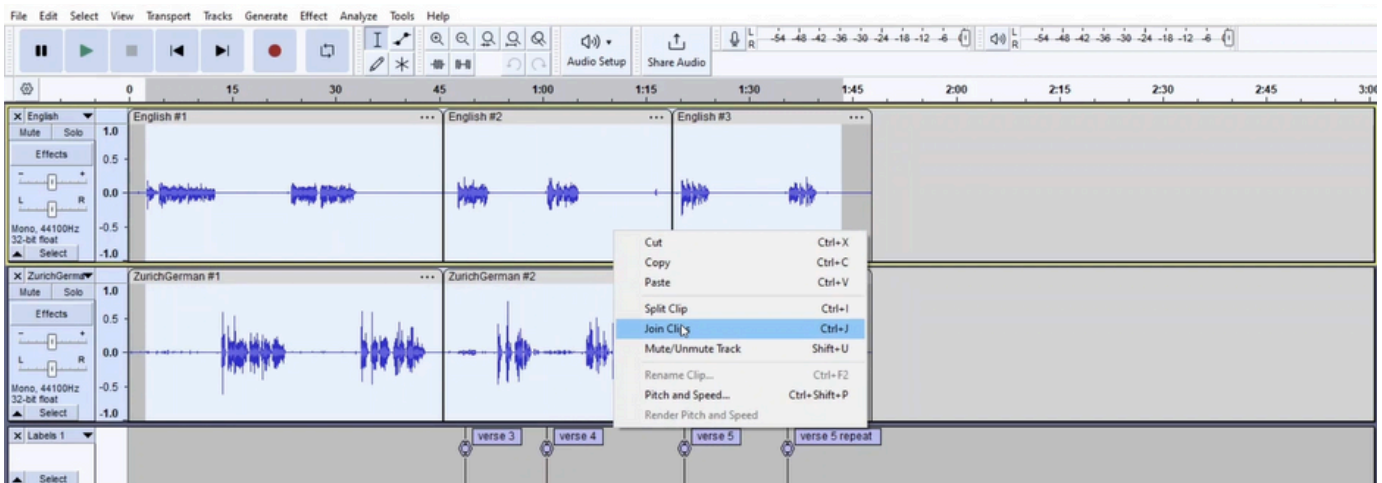 File Edit Select View Transport Tracks Generate Effect Analyze Tools Help
Audio Setup
Share Audio
L
R
-54 -48 -42 -36 -30 -24 -18 -12 -6
L
R
-54 -48 -42 -36 -30 -24 -18 -12 -6
0 15 30 45 1:00 1:15 1:30 1:45 2:00 2:15 2:30 2:45 3:00
English
Mute Solo
Effects
- +
L R
Mono, 44100Hz
32-bit float
Select
1.0
0.5
0.0
-0.5
-1.0
English #1 ... English #2 ... English #3 ...
Cut Ctrl+X
Copy Ctrl+C
Paste Ctrl+V
Split Clip Ctrl+I
Join Clips Ctrl+J
Mute/Unmute Track Shift+U
Rename Clip... Ctrl+F2
Pitch and Speed... Ctrl+Shift+P
Render Pitch and Speed
ZurichGerma
Mute Solo
Effects
- +
L R
Mono, 44100Hz
32-bit float
Select
1.0
0.5
0.0
-0.5
-1.0
ZurichGerman #1 ... ZurichGerman #2
Labels 1
Select
verse 3 verse 4 verse 5 verse 5 repeat